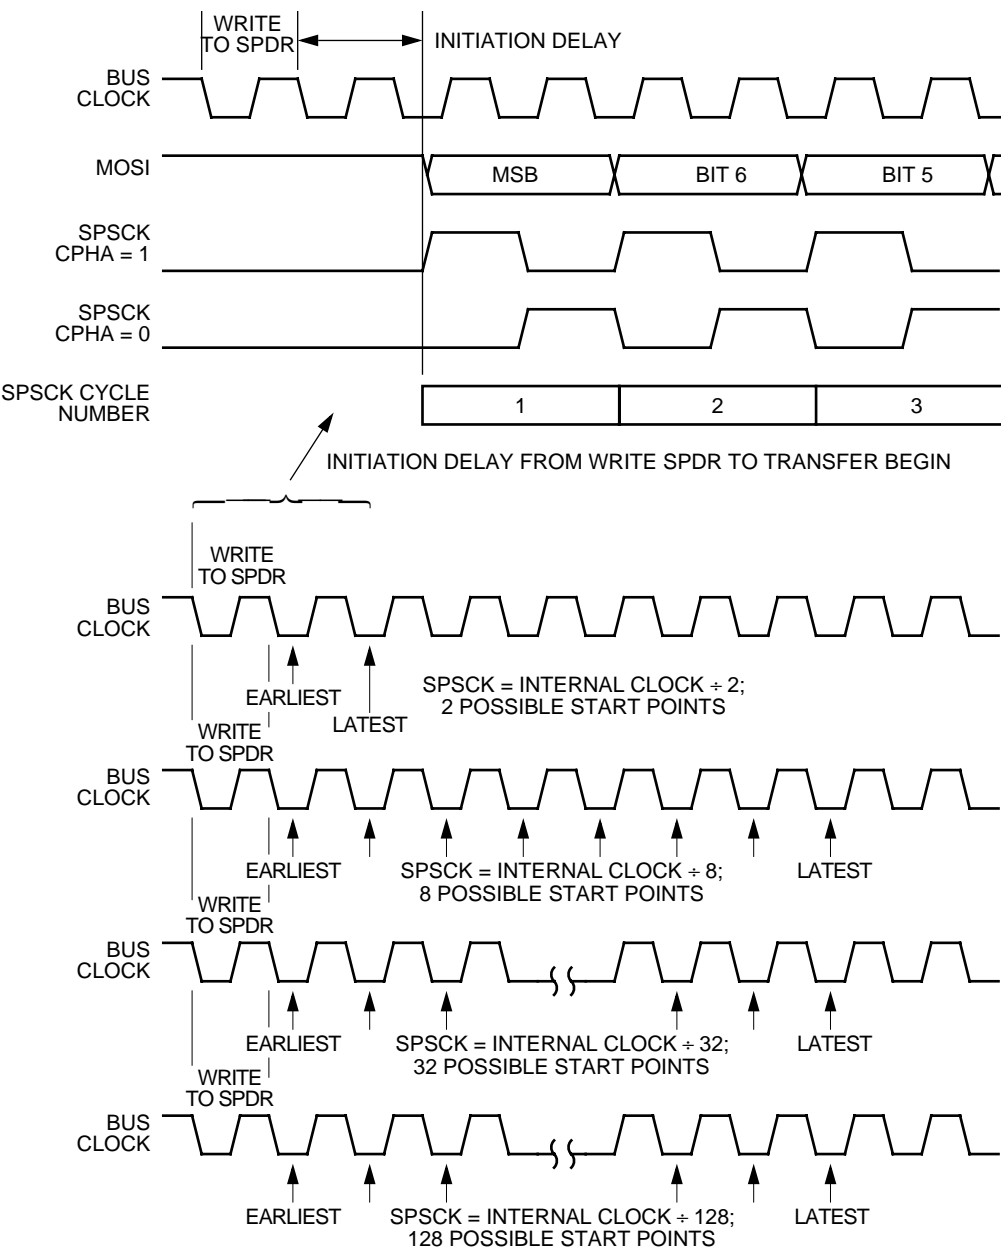 WRITE
TO SPDR
INITIATION DELAY
BUS
CLOCK
MOSI
MSB
BIT 6
BIT 5
SPSCK
CPHA = 1
SPSCK
CPHA = 0
SPSCK CYCLE
NUMBER
1
2
3
INITIATION DELAY FROM WRITE SPDR TO TRANSFER BEGIN
WRITE
TO SPDR
BUS
CLOCK
EARLIEST
LATEST
SPSCK = INTERNAL CLOCK ÷ 2;
2 POSSIBLE START POINTS
WRITE
TO SPDR
BUS
CLOCK
EARLIEST
SPSCK = INTERNAL CLOCK ÷ 8;
8 POSSIBLE START POINTS
LATEST
WRITE
TO SPDR
BUS
CLOCK
EARLIEST
SPSCK = INTERNAL CLOCK ÷ 32;
32 POSSIBLE START POINTS
LATEST
WRITE
TO SPDR
BUS
CLOCK
EARLIEST
SPSCK = INTERNAL CLOCK ÷ 128;
128 POSSIBLE START POINTS
LATEST